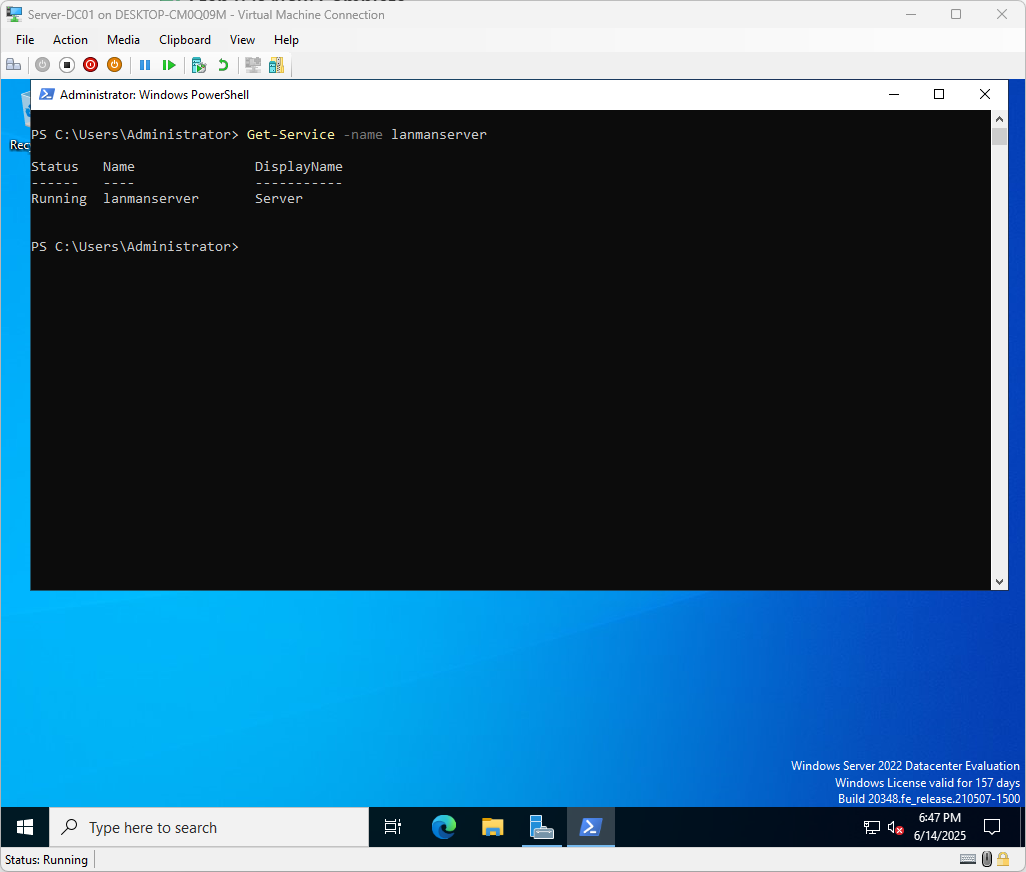 Server-DC01 on DESKTOP-CM0Q09M - Virtual Machine Connection
File Action Media Clipboard View Help
Administrator: Windows PowerShell
Rec
PS C:\Users\Administrator> Get-Service -name lanmanserver
Status Name DisplayName
------ ---- -----------
Running lanmanserver Server
PS C:\Users\Administrator>
Windows Server 2022 Datacenter Evaluation
Windows License valid for 157 days
Build 20348.fe_release.210507-1500
Type here to search
6:47 PM
6/14/2025
Status: Running